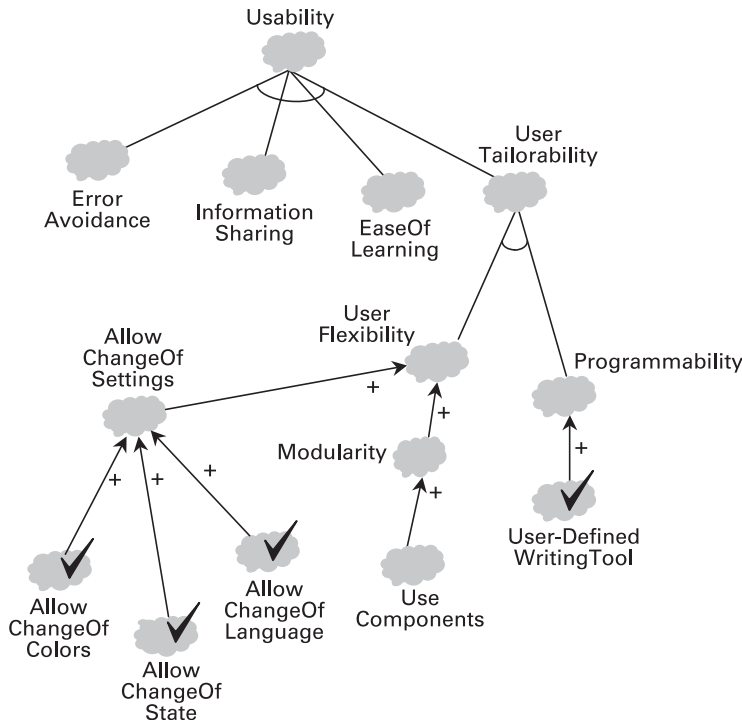 Usability
Error
Avoidance
Information
Sharing
EaseOf
Learning
User
Tailorability
Allow
ChangeOf
Settings
User
Flexibility
Programmability
+
+
+
Modularity
+
+
+
+
+
User-Defined
WritingTool
Allow
ChangeOf
Colors
Allow
ChangeOf
State
Allow
ChangeOf
Language
Use
Components